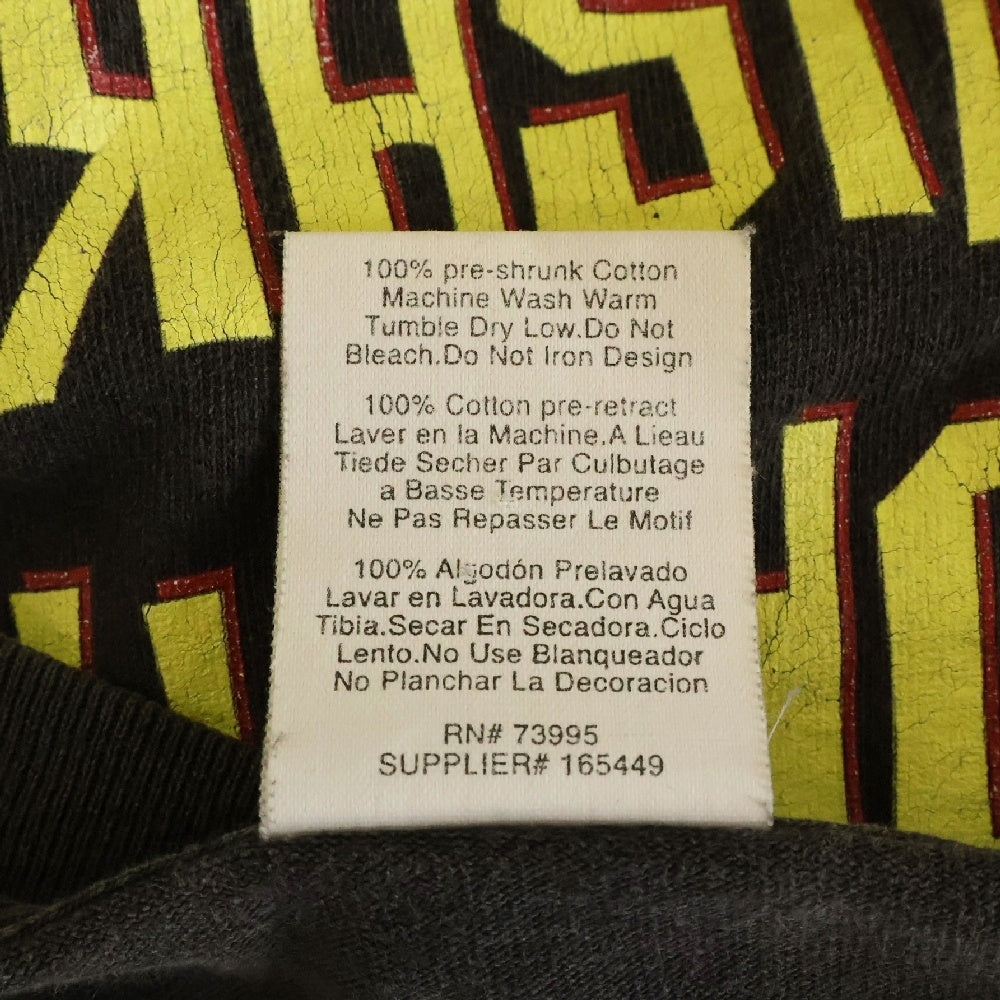 100% pre-shrunk Cotton
Machine Wash Warm
Tumble Dry Low.Do Not
Bleach.Do Not Iron Design
100% Cotton pre-retract
Laver en la Machine.A Lieau
Tiede Secher Par Culbutage
a Basse Temperature
Ne Pas Repasser Le Motif
100% Algodón Prelavado
Lavar en Lavadora.Con Agua
Tibia.Secar En Secadora.Ciclo
Lento.No Use Blanqueador
No Planchar La Decoracion
RN# 73995
SUPPLIER# 165449